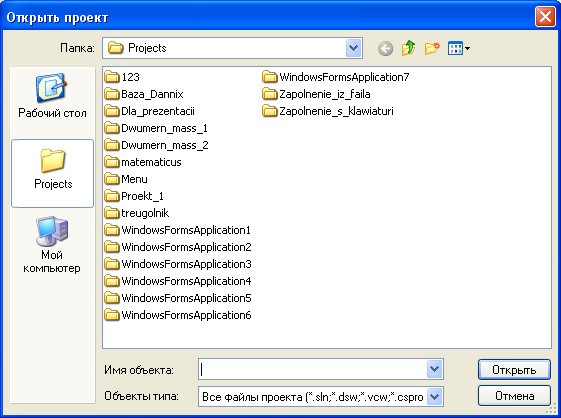 Открыть проект
Папка: Projects
Рабочий стол
Projects
Мой
компьютер
123
Baza_Dannix
Dla_prezentacii
Dwumern_mass_1
Dwumern_mass_2
matematicus
Menu
Proekt_1
treugolnik
WindowsFormsApplication1
WindowsFormsApplication2
WindowsFormsApplication3
WindowsFormsApplication4
WindowsFormsApplication5
WindowsFormsApplication6
WindowsFormsApplication7
Zapolnenie_iz_faila
Zapolnenie_s_klawiaturi
Имя объекта:
Открыть
Объекты типа: Все файлы проекта (*.sln;*.dsw;*.vcw;*.cspro
Отмена